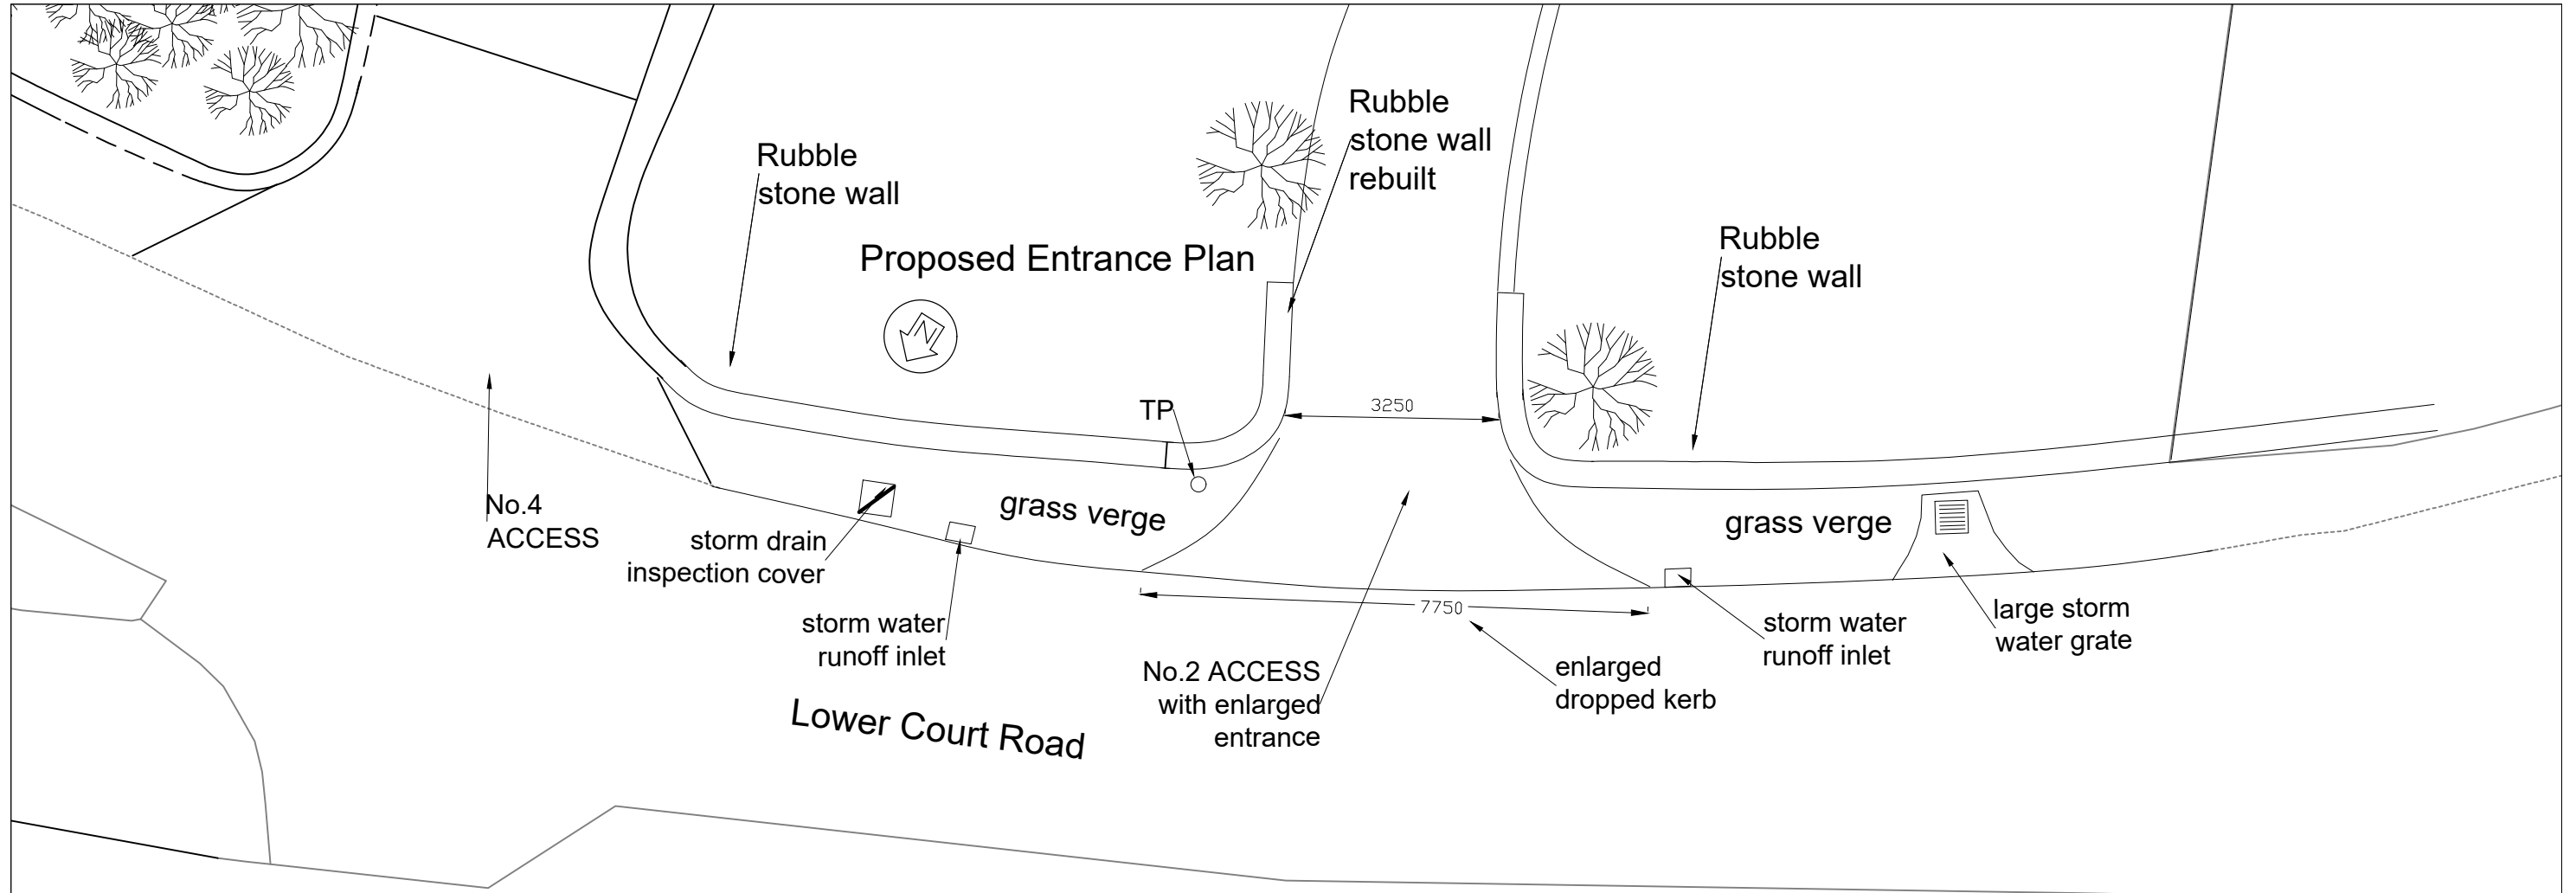 Rubble
stone wall
rebuilt
Rubble
stone wall
Rubble
stone wall
Proposed Entrance Plan
N
TP
3250
No.4
ACCESS
grass verge
grass verge
storm drain
inspection cover
storm water
runoff inlet
7750
storm water
runoff inlet
large storm
water grate
No.2 ACCESS
with enlarged
entrance
enlarged
dropped kerb
Lower Court Road